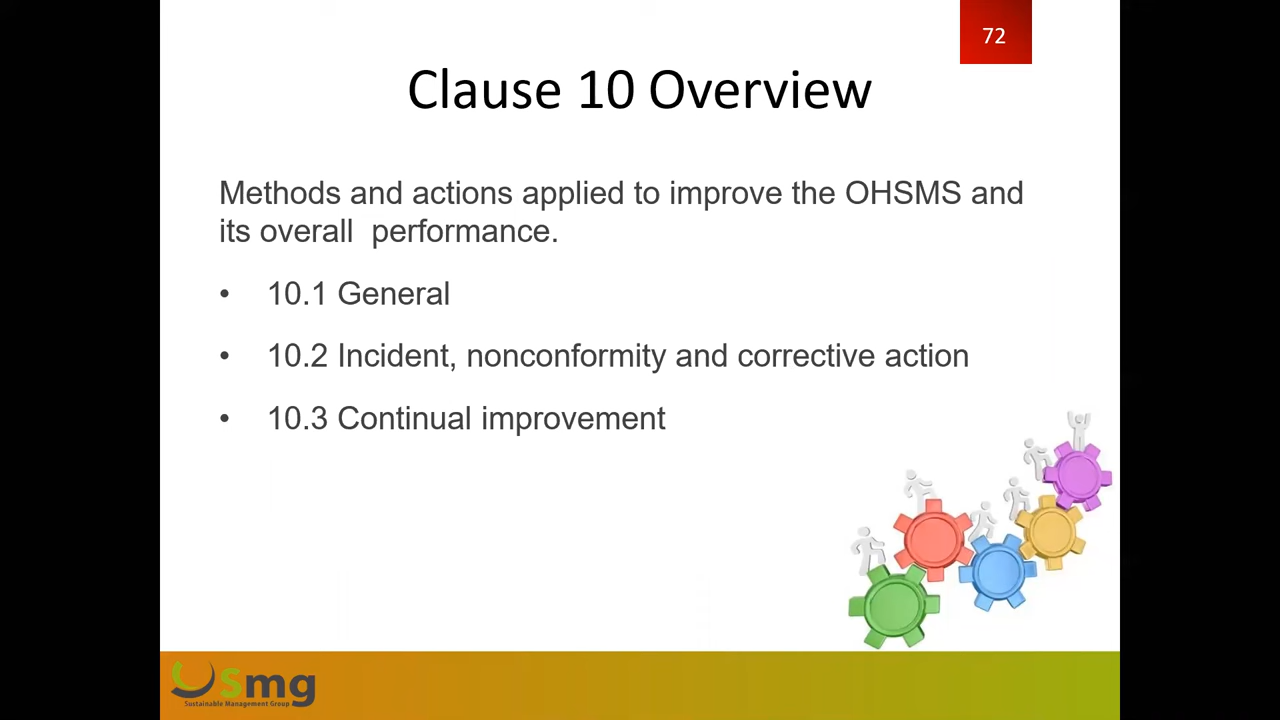 72
Clause 10 Overview
Methods and actions applied to improve the OHSMS and
its overall  performance.
• 10.1 General
• 10.2 Incident, nonconformity and corrective action
• 10.3 Continual improvement
Smg
Sustainable Management Group